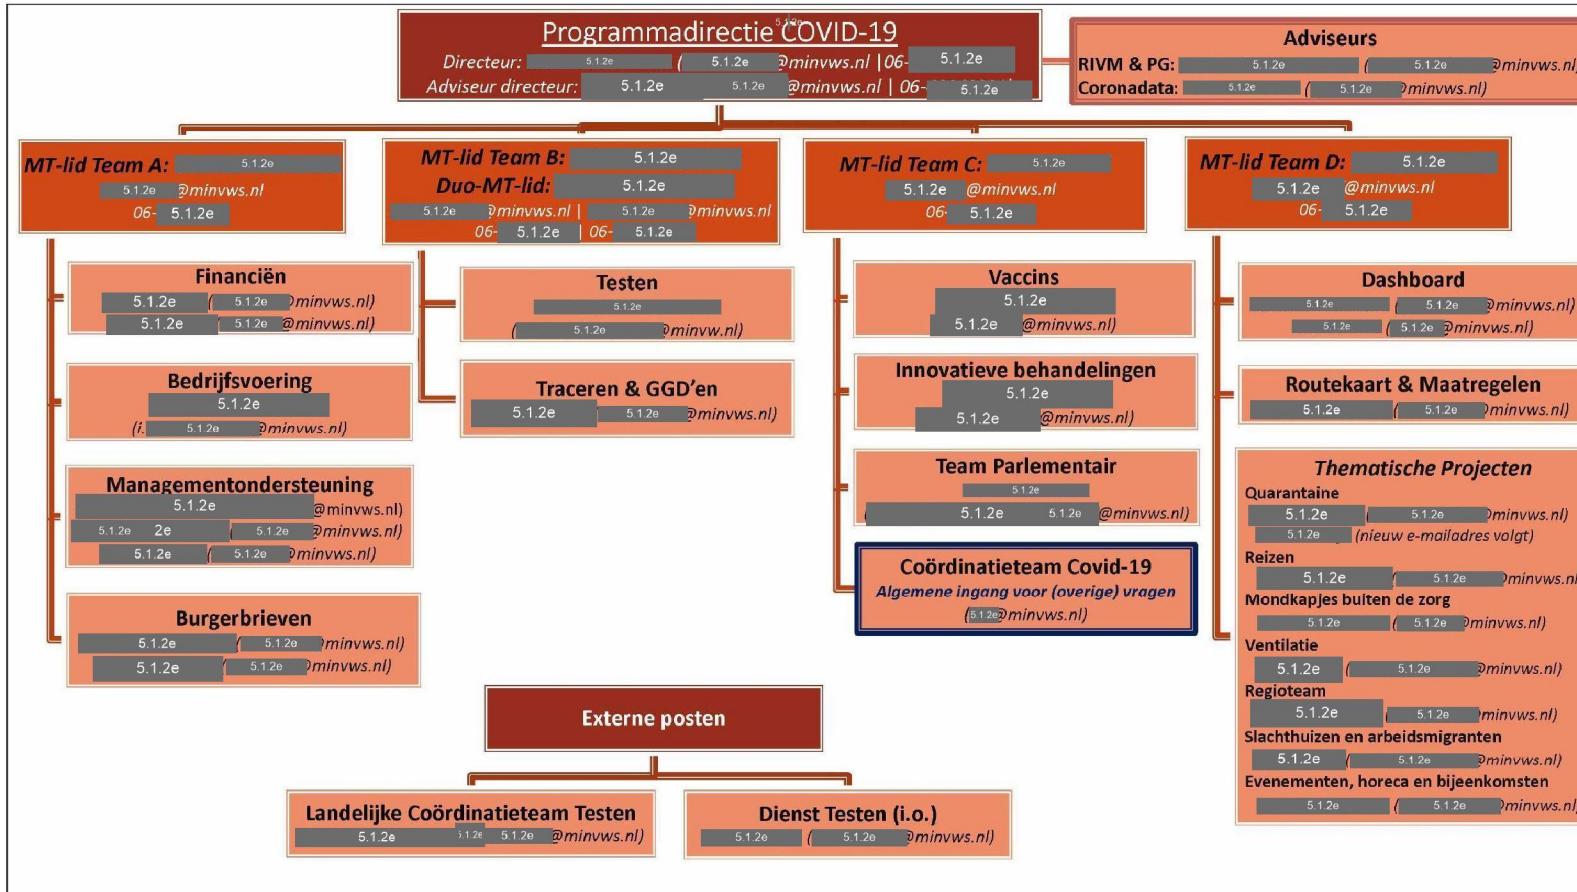 Programmadirectie COVID-19
5.1.2e
Directeur: 5.1.2e (5.1.2e @minvws.nl | 06- 5.1.2e
Adviseur directeur: 5.1.2e 5.1.2e @minvws.nl | 06- 5.1.2e
Adviseurs
RIVM & PG: 5.1.2e (5.1.2e @minvws.nl)
Coronadata: 5.1.2e (5.1.2e @minvws.nl)
MT-lid Team A: 5.1.2e
5.1.2e @minvws.nl
06- 5.1.2e
MT-lid Team B: 5.1.2e
Duo-MT-lid: 5.1.2e
5.1.2e @minvws.nl | 5.1.2e @minvws.nl
06- 5.1.2e | 06- 5.1.2e
MT-lid Team C: 5.1.2e
5.1.2e @minvws.nl
06- 5.1.2e
MT-lid Team D: 5.1.2e
5.1.2e @minvws.nl
06- 5.1.2e
Financiën
5.1.2e (5.1.2e @minvws.nl)
5.1.2e (5.1.2e @minvws.nl)
Bedrijfsvoering
5.1.2e
(i. 5.1.2e @minvws.nl)
Managementondersteuning
5.1.2e @minvws.nl)
5.1.2e 2e (5.1.2e @minvws.nl)
5.1.2e (5.1.2e @minvws.nl)
Burgerbrieven
5.1.2e (5.1.2e @minvws.nl)
5.1.2e (5.1.2e @minvws.nl)
Testen
5.1.2e
(5.1.2e @minvw.nl)
Traceren & GGD'en
5.1.2e (5.1.2e @minvws.nl)
Vaccins
5.1.2e
5.1.2e @minvws.nl)
Innovatieve behandelingen
5.1.2e
5.1.2e @minvws.nl)
Team Parlementair
5.1.2e
(5.1.2e 5.1.2e @minvws.nl)
Coördinatieteam Covid-19
Algemene ingang voor (overige) vragen
(5.1.2e @minvws.nl)
Dashboard
5.1.2e (5.1.2e @minvws.nl)
5.1.2e (5.1.2e @minvws.nl)
Routekaart & Maatregelen
5.1.2e (5.1.2e @minvws.nl)
Thematische Projecten
Quarantaine
5.1.2e (5.1.2e @minvws.nl)
5.1.2e (nieuw e-mailadres volgt)
Reizen
5.1.2e (5.1.2e @minvws.nl
Mondkapjes buiten de zorg
5.1.2e (5.1.2e @minvws.nl)
Ventilatie
5.1.2e (5.1.2e @minvws.nl)
Regioteam
5.1.2e (5.1.2e @minvws.nl)
Slachthuizen en arbeidsmigranten
5.1.2e (5.1.2e @minvws.nl)
Evenementen, horeca en bijeenkomsten
5.1.2e (5.1.2e @minvws.nl)
Externe posten
Landelijke Coördinatieteam Testen
5.1.2e 5.1.2e 5.1.2e @minvws.nl)
Dienst Testen (i.o.)
5.1.2e (5.1.2e @minvws.nl)